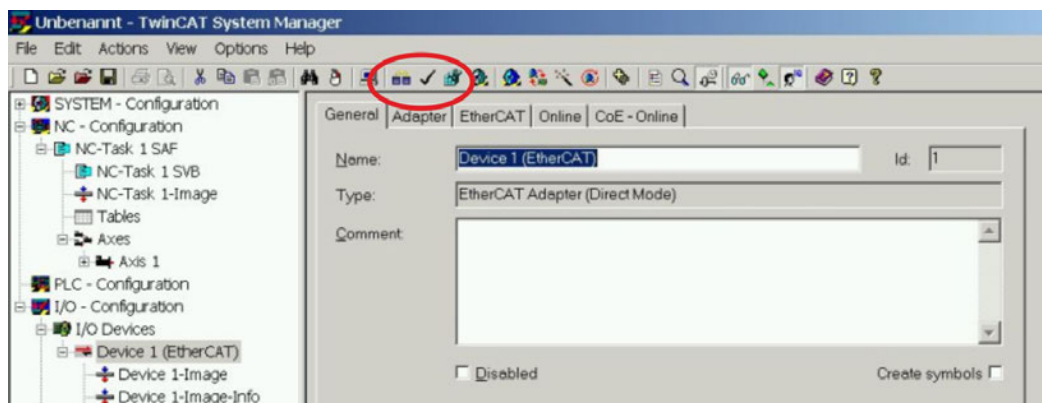 Unbenannt - TwinCAT System Manager
File Edit Actions View Options Help
SYSTEM - Configuration
NC - Configuration
NC-Task 1 SAF
NC-Task 1 SVB
NC-Task 1-Image
Tables
Axes
Axis 1
PLC - Configuration
I/O - Configuration
I/O Devices
Device 1 (EtherCAT)
Device 1-Image
Device 1-Image-Info
General Adapter EtherCAT Online CoE - Online
Name: Device 1 (EtherCAT) Id: 1
Type: EtherCAT Adapter (Direct Mode)
Comment:
Disabled Create symbols